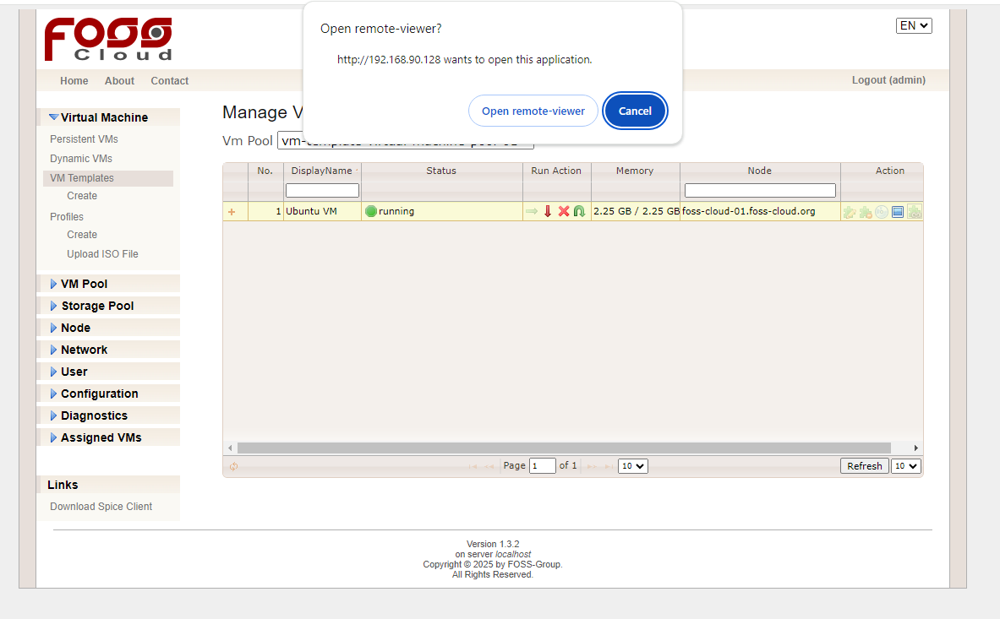 Open remote-viewer?
http://192.168.90.128 wants to open this application.
Open remote-viewer
Cancel
FOSS
Cloud
EN
Home About Contact
Logout (admin)
Virtual Machine
Persistent VMs
Dynamic VMs
VM Templates
Create
Profiles
Create
Upload ISO File
VM Pool
Storage Pool
Node
Network
User
Configuration
Diagnostics
Assigned VMs
Links
Download Spice Client
Manage V
Vm Pool
No. DisplayName Status Run Action Memory Node Action
1 Ubuntu VM running 2.25 GB / 2.25 GB foss-cloud-01.foss-cloud.org
Page 1 of 1 10 Refresh 10
Version 1.3.2
on server localhost
Copyright © 2025 by FOSS-Group.
All Rights Reserved.